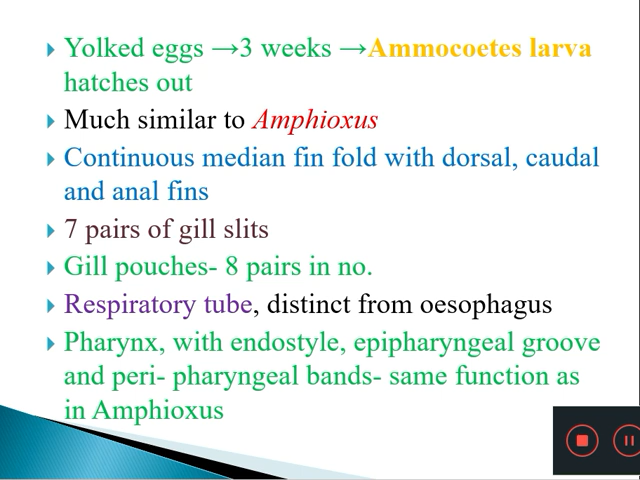 Yolked eggs →3 weeks →Ammocoetes larva
hatches out
Much similar to Amphioxus
Continuous median fin fold with dorsal, caudal
and anal fins
7 pairs of gill slits
Gill pouches- 8 pairs in no.
Respiratory tube, distinct from oesophagus
Pharynx, with endostyle, epipharyngeal groove
and peri- pharyngeal bands- same function as
in Amphioxus